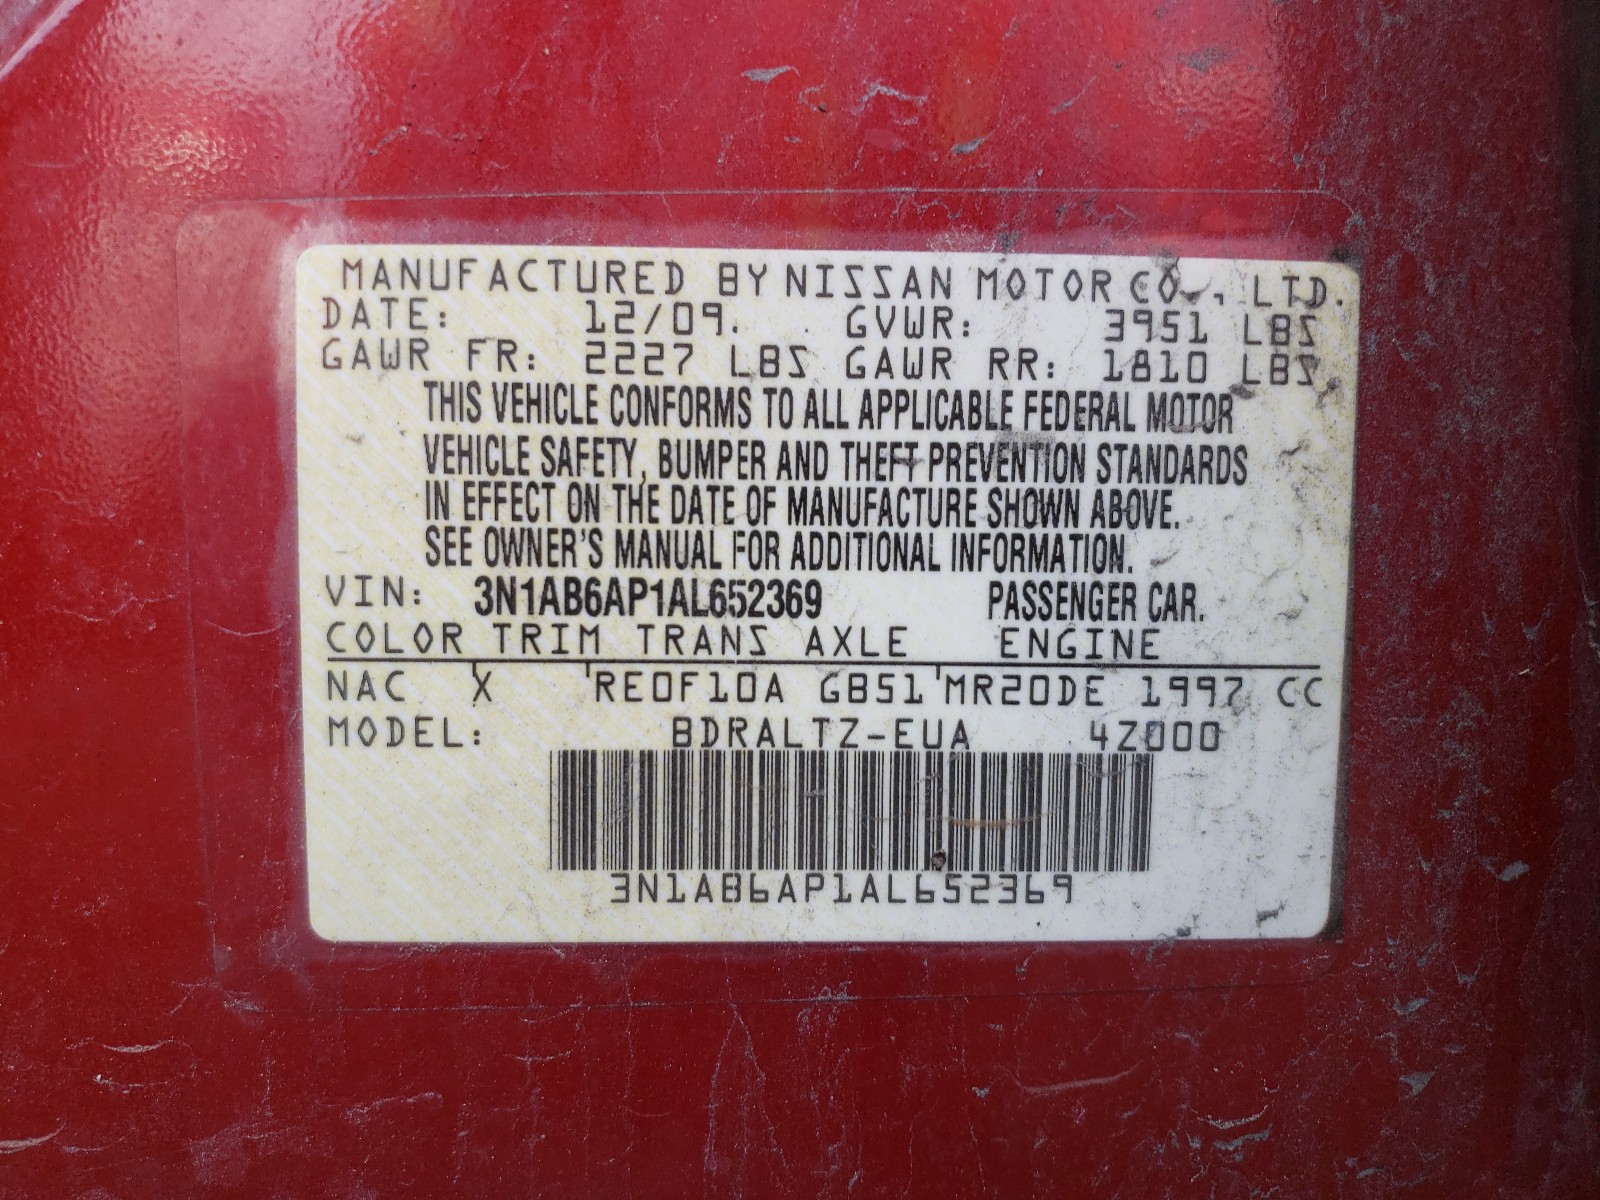 MANUFACTURED BY NISSAN MOTOR CO., LTD.
DATE: 12/09. GVWR: 3951 LBS
GAWR FR: 2227 LBS GAWR RR: 1810 LBS
THIS VEHICLE CONFORMS TO ALL APPLICABLE FEDERAL MOTOR
VEHICLE SAFETY, BUMPER AND THEFT PREVENTION STANDARDS
IN EFFECT ON THE DATE OF MANUFACTURE SHOWN ABOVE.
SEE OWNER'S MANUAL FOR ADDITIONAL INFORMATION.
VIN: 3N1AB6AP1AL652369 PASSENGER CAR.
COLOR TRIM TRANS AXLE ENGINE
NAC X RE0F10A GB51 MR20DE 1997 CC
MODEL: BDRALTZ-EUA 4Z000
3N1AB6AP1AL652369